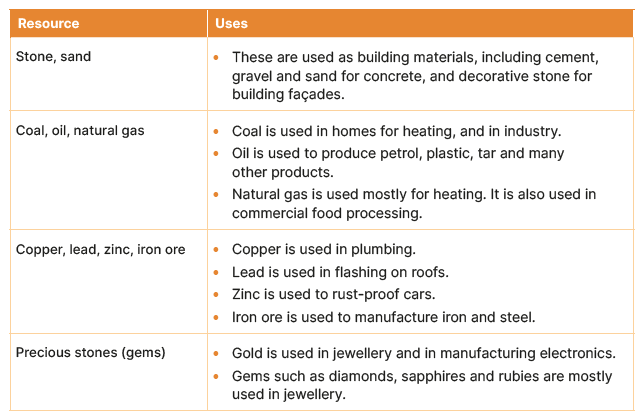 Resource Uses
Stone, sand
• These are used as building materials, including cement,
gravel and sand for concrete, and decorative stone for
building façades.
Coal, oil, natural gas
• Coal is used in homes for heating, and in industry.
• Oil is used to produce petrol, plastic, tar and many
other products.
• Natural gas is used mostly for heating. It is also used in
commercial food processing.
Copper, lead, zinc, iron ore
• Copper is used in plumbing.
• Lead is used in flashing on roofs.
• Zinc is used to rust-proof cars.
• Iron ore is used to manufacture iron and steel.
Precious stones (gems)
• Gold is used in jewellery and in manufacturing electronics.
• Gems such as diamonds, sapphires and rubies are mostly
used in jewellery.